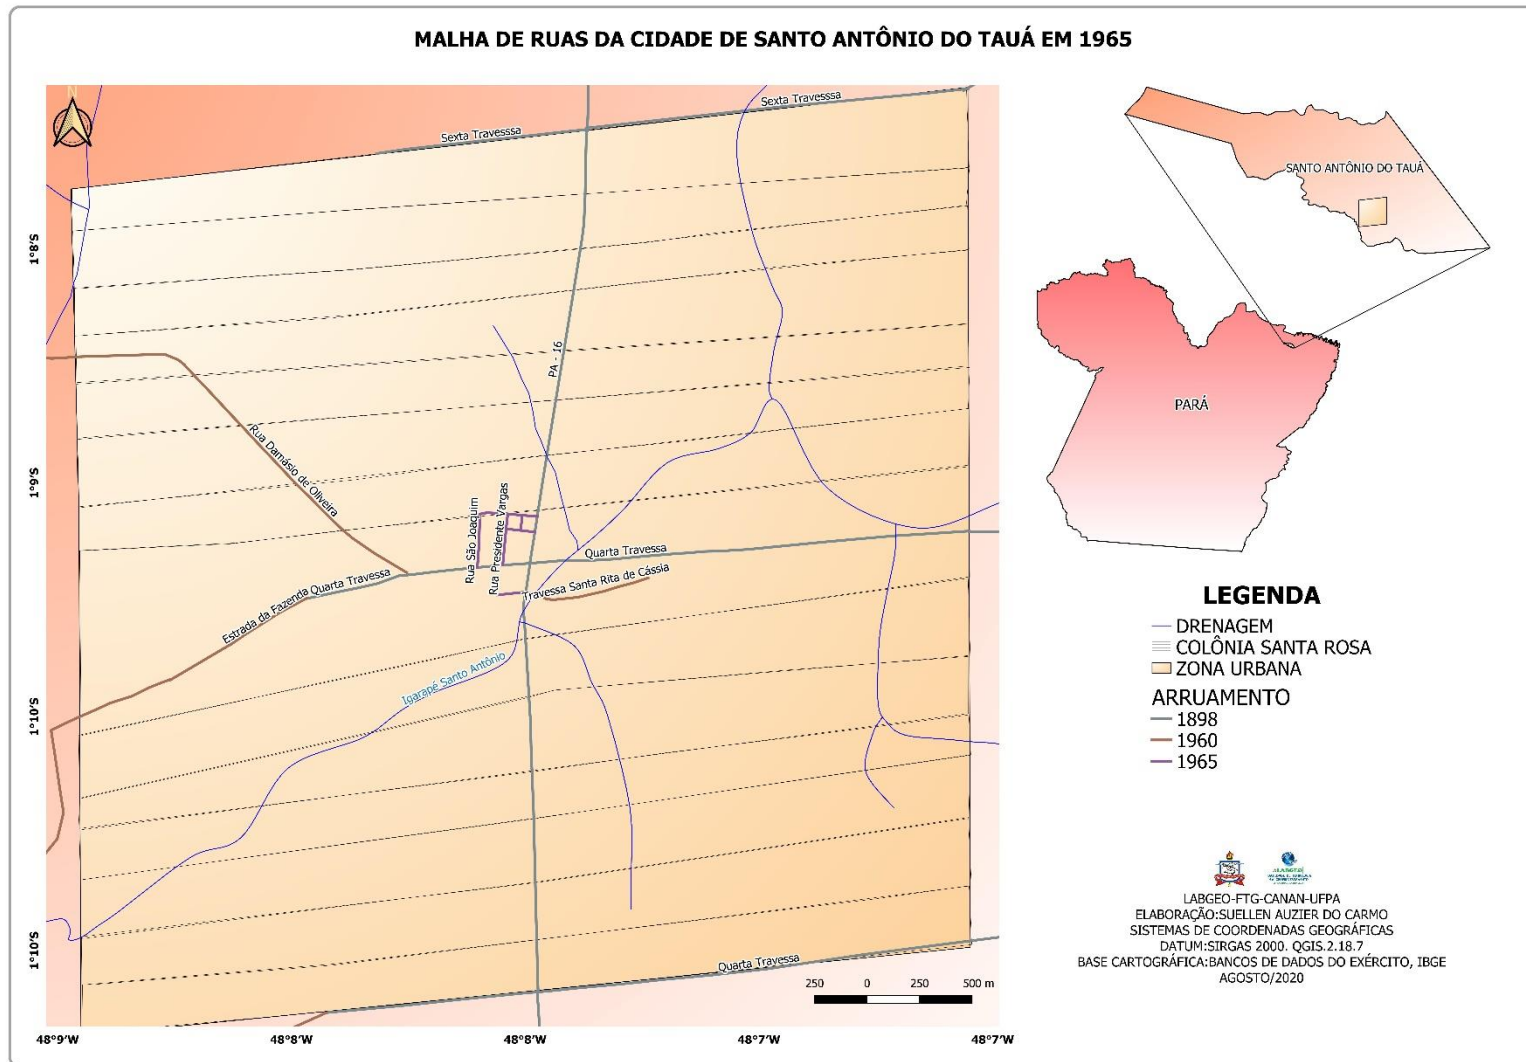 MALHA DE RUAS DA CIDADE DE SANTO ANTÔNIO DO TAUÁ EM 1965
N
Sexta Travesssa
Sexta Travesssa
PA - 16
Rua Damásio de Oliveira
Rua São Joaquim
Rua Presidente Vargas
Quarta Travessa
Quarta Travessa
Estrada da Fazenda
Travessa Santa Rita de Cássia
Igarapé Santo Antônio
Quarta Travessa
250 0 250 500 m
1°8'S
1°9'S
1°10'S
1°10'S
48°9'W 48°8'W 48°8'W 48°7'W 48°7'W
SANTO ANTÔNIO DO TAUÁ
PARÁ
LEGENDA
DRENAGEM
COLÔNIA SANTA ROSA
ZONA URBANA
ARRUAMENTO
1898
1960
1965
LABGEO-FTG-CANAN-UFPA
ELABORAÇÃO:SUELLEN AUZIER DO CARMO
SISTEMAS DE COORDENADAS GEOGRÁFICAS
DATUM:SIRGAS 2000. QGIS.2.18.7
BASE CARTOGRÁFICA:BANCOS DE DADOS DO EXÉRCITO, IBGE
AGOSTO/2020